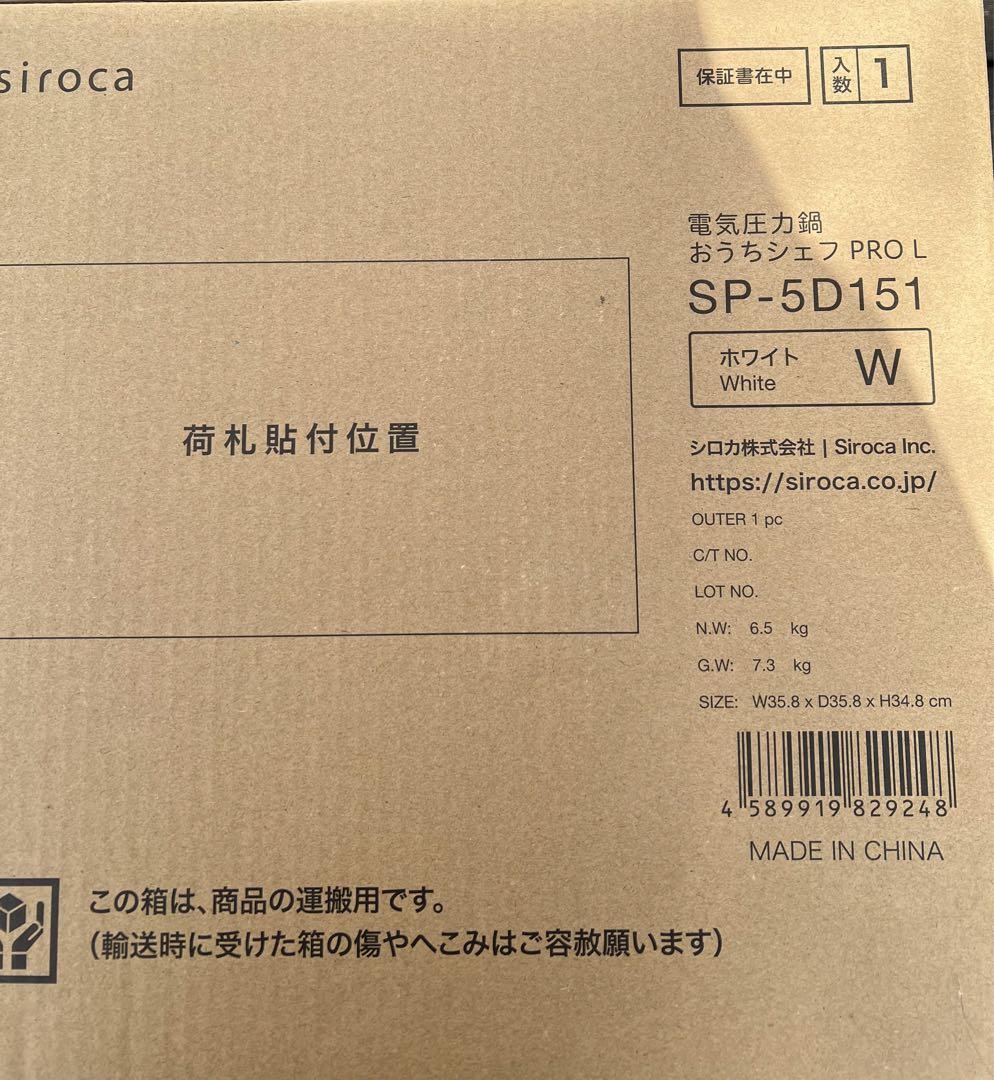 siroca
保証書在中
入数 1
電気圧力鍋
おうちシェフ PRO L
SP-5D151
ホワイト
White
W
荷札貼付位置
シロカ株式会社 | Siroca Inc.
https://siroca.co.jp/
OUTER 1 pc
C/T NO.
LOT NO.
N.W: 6.5 kg
G.W: 7.3 kg
SIZE: W35.8 x D35.8 x H34.8 cm
4 589919 829248
MADE IN CHINA
この箱は、商品の運搬用です。
（輸送時に受けた箱の傷やへこみはご容赦願います）